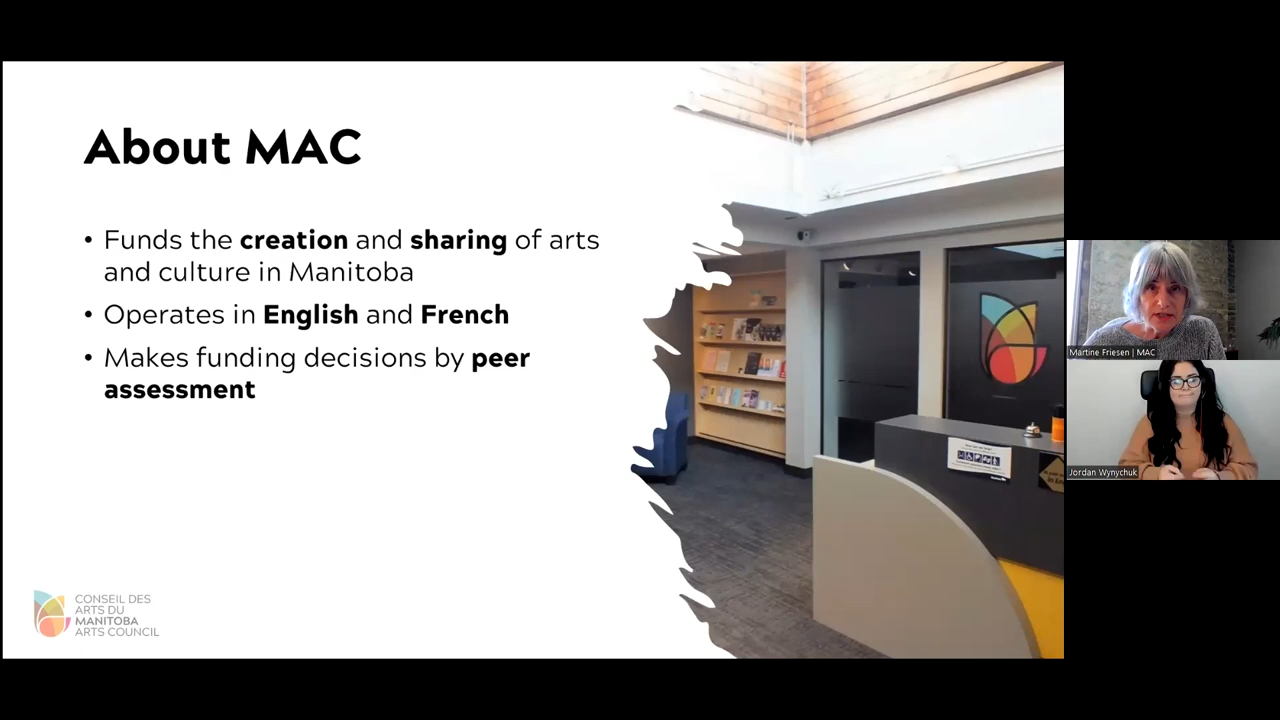 About MAC
• Funds the creation and sharing of arts
and culture in Manitoba
• Operates in English and French
• Makes funding decisions by peer
assessment
CONSEIL DES
ARTS DU
MANITOBA
ARTS COUNCIL
Martine Friesen | MAC
Jordan Wynychuk